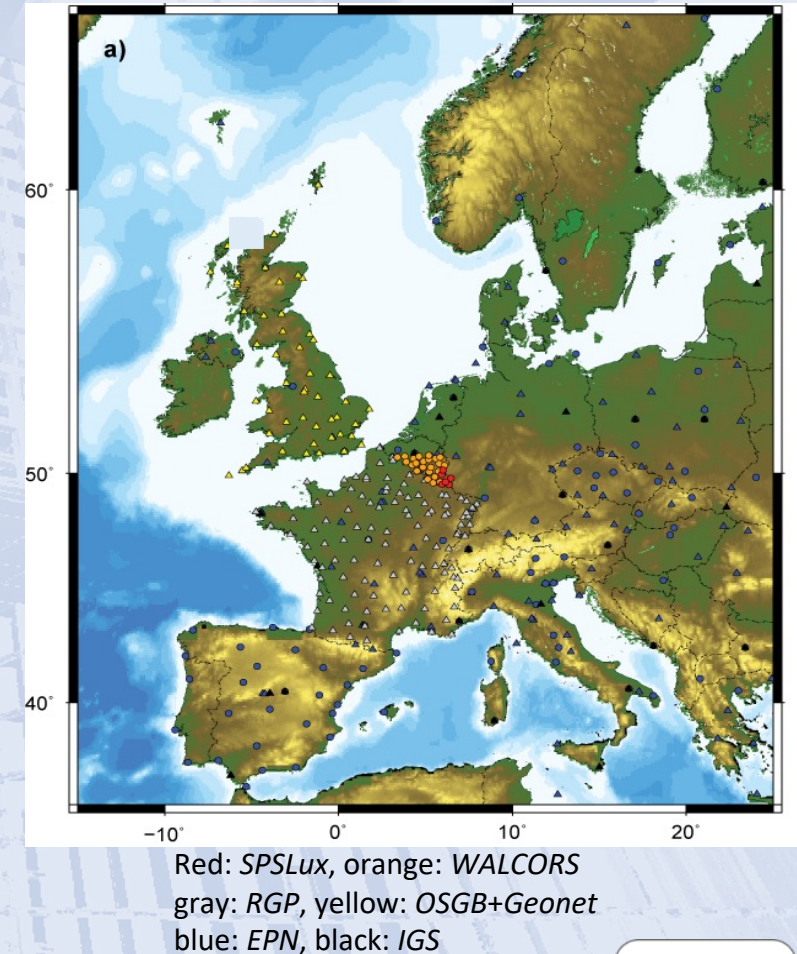 a)
60°
50°
40°
−10° 0° 10° 20°
Red: SPSLux, orange: WALCORS
gray: RGP, yellow: OSGB+Geonet
blue: EPN, black: IGS